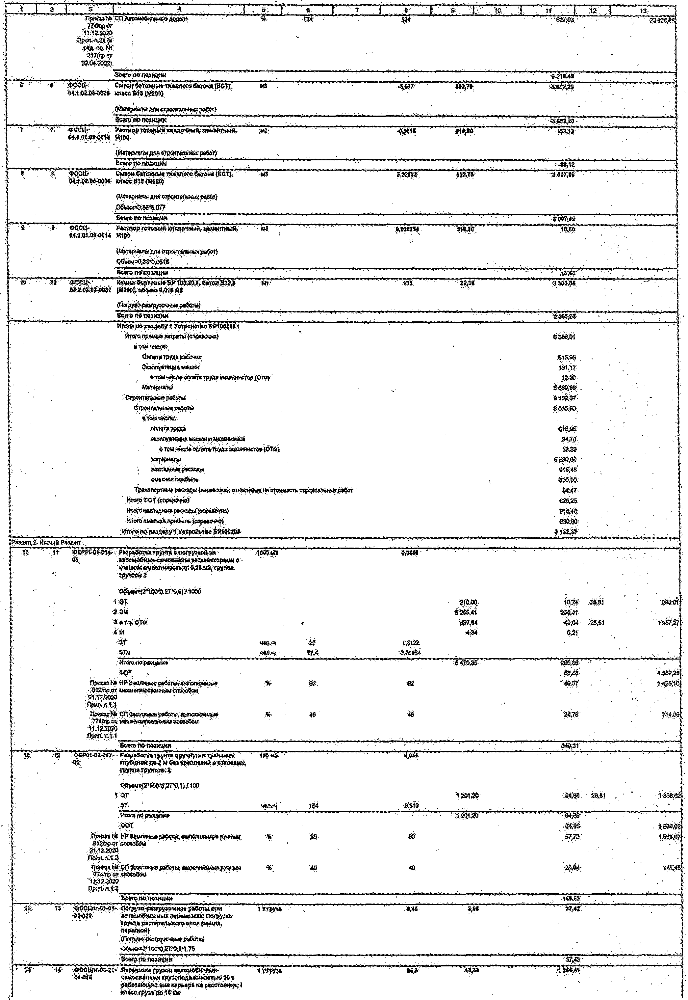 1 2 3 4 5 6 7 8 9 10 11 12 13
Приказ № СП Автомобильные дороги % 134 134 827,03 23 826,88
774/пр от
11.12.2020
Прил. п.21 (в
ред. пр. №
317/пр от
22.04.2022)
Всего по позиции 6 218,48
6 6 ФССЦ- Смеси бетонные тяжелого бетона (БСТ), м3 -6,077 592,76 -3 602,20
04.1.02.05-0006 класс В15 (М200)
(Материалы для строительных работ)
Всего по позиции -3 602,20
7 7 ФССЦ- Раствор готовый кладочный, цементный, м3 -0,0618 519,80 -32,12
04.3.01.09-0014 М100
(Материалы для строительных работ)
Всего по позиции -32,12
8 8 ФССЦ- Смеси бетонные тяжелого бетона (БСТ), м3 5,22622 592,76 3 097,89
04.1.02.05-0006 класс В15 (М200)
(Материалы для строительных работ)
Объем=0,86*6,077
Всего по позиции 3 097,89
9 9 ФССЦ- Раствор готовый кладочный, цементный, м3 0,020394 519,80 10,60
04.3.01.09-0014 М100
(Материалы для строительных работ)
Объем=0,33*0,0618
Всего по позиции 10,60
10 10 ФССЦ- Камни бортовые БР 100.20.8, бетон В22,5 шт 103 22,36 2 303,08
05.2.03.03-0031 (М300), объем 0,016 м3
(Погрузо-разгрузочные работы)
Всего по позиции 2 303,08
Итоги по разделу 1 Устройство БР100208 :
Итого прямые затраты (справочно) 6 386,01
в том числе:
Оплата труда рабочих 613,96
Эксплуатация машин 191,17
в том числе оплата труда машинистов (Отм) 12,29
Материалы 5 580,88
Строительные работы 8 132,37
Строительные работы 8 035,90
в том числе:
оплата труда 613,96
эксплуатация машин и механизмов 94,70
в том числе оплата труда машинистов (ОТм) 12,29
материалы 5 580,88
накладные расходы 915,46
сметная прибыль 830,90
Транспортные расходы (перевозка), относимые на стоимость строительных работ 96,47
Итого ФОТ (справочно) 626,25
Итого накладные расходы (справочно) 915,46
Итого сметная прибыль (справочно) 830,90
Итого по разделу 1 Устройство БР100208 8 132,37
Раздел 2. Новый Раздел
11 11 ФЕР01-01-014- Разработка грунта с погрузкой на 1000 м3 0,0486
05 автомобили-самосвалы экскаваторами с
ковшом вместимостью: 0,25 м3, группа
грунтов 2
Объем=(2*100*0,27*0,9) / 1000
1 ОТ 210,60 10,24 28,81 295,01
2 ЭМ 5 255,41 255,41
3 в т.ч. ОТм 897,84 43,64 28,81 1 257,27
4 М 4,34 0,21
ЗТ чел.-ч 27 1,3122
ЗТм чел.-ч 77,4 3,76164
Итого по расценке 5 470,35 265,86
ФОТ 53,88 1 552,28
Приказ № НР Земляные работы, выполняемые % 92 92 49,57 1 428,10
812/пр от механизированным способом
21.12.2020
Прил. п.1.1
Приказ № СП Земляные работы, выполняемые % 46 46 24,78 714,05
774/пр от механизированным способом
11.12.2020
Прил. п.1.1
Всего по позиции 340,21
12 12 ФЕР01-02-057- Разработка грунта вручную в траншеях 100 м3 0,054
02 глубиной до 2 м без креплений с откосами,
группа грунтов: 2
Объем=(2*100*0,27*0,1) / 100
1 ОТ 1 201,20 64,86 28,81 1 868,62
ЗТ чел.-ч 154 8,316
Итого по расценке 1 201,20 64,86
ФОТ 64,86 1 868,62
Приказ № НР Земляные работы, выполняемые ручным % 89 89 57,73 1 663,07
812/пр от способом
21.12.2020
Прил. п.1.2
Приказ № СП Земляные работы, выполняемые ручным % 40 40 25,94 747,45
774/пр от способом
11.12.2020
Прил. п.1.2
Всего по позиции 148,53
13 13 ФССЦпг-01-01- Погрузо-разгрузочные работы при 1 т груза 9,45 3,96 37,42
01-039 автомобильных перевозках: Погрузка
грунта растительного слоя (земля,
перегной)
(Погрузо-разгрузочные работы)
Объем=2*100*0,27*0,1*1,75
Всего по позиции 37,42
14 14 ФССЦпг-03-21- Перевозка грузов автомобилями- 1 т груза 94,5 13,38 1 264,41
01-015 самосвалами грузоподъемностью 10 т
работающих вне карьера на расстояние: I
класс груза до 15 км